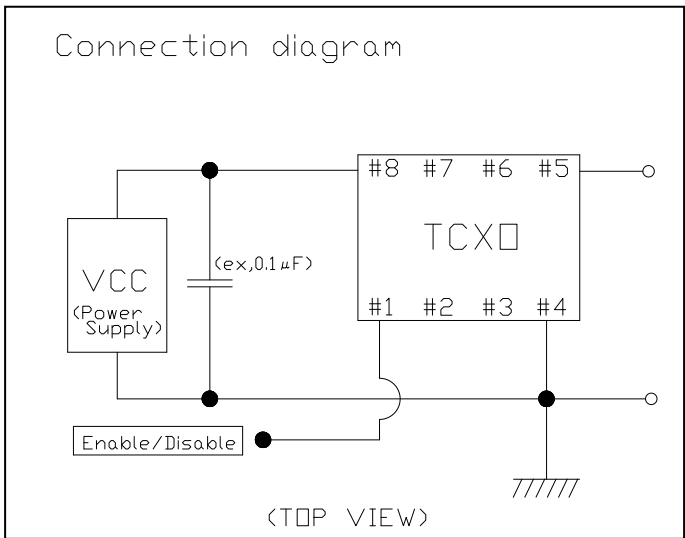 Connection diagram
#8 #7 #6 #5
TCXO
(ex,0.1μF)
VCC
(Power
Supply)
#1 #2 #3 #4
Enable/Disable
(TOP VIEW)